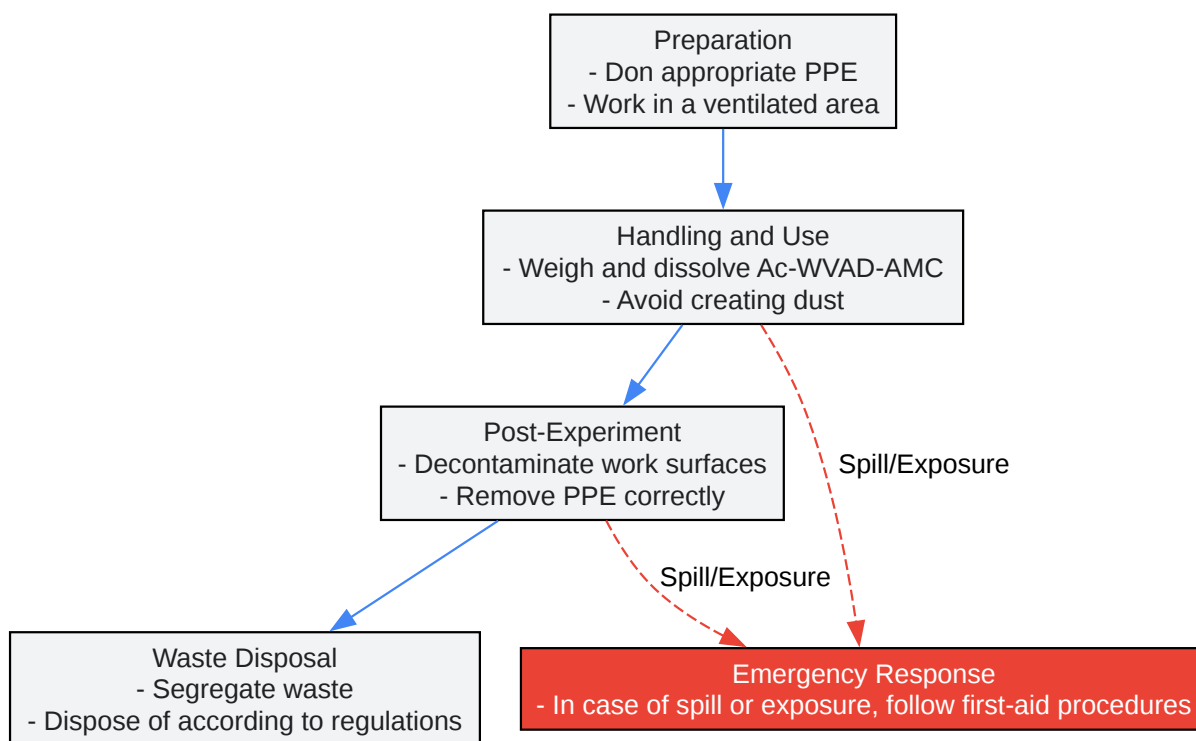 Preparation
- Don appropriate PPE
- Work in a ventilated area
Handling and Use
- Weigh and dissolve Ac-WVAD-AMC
- Avoid creating dust
Post-Experiment
- Decontaminate work surfaces
- Remove PPE correctly
Spill/Exposure
Spill/Exposure
Waste Disposal
- Segregate waste
- Dispose of according to regulations
Emergency Response
- In case of spill or exposure, follow first-aid procedures